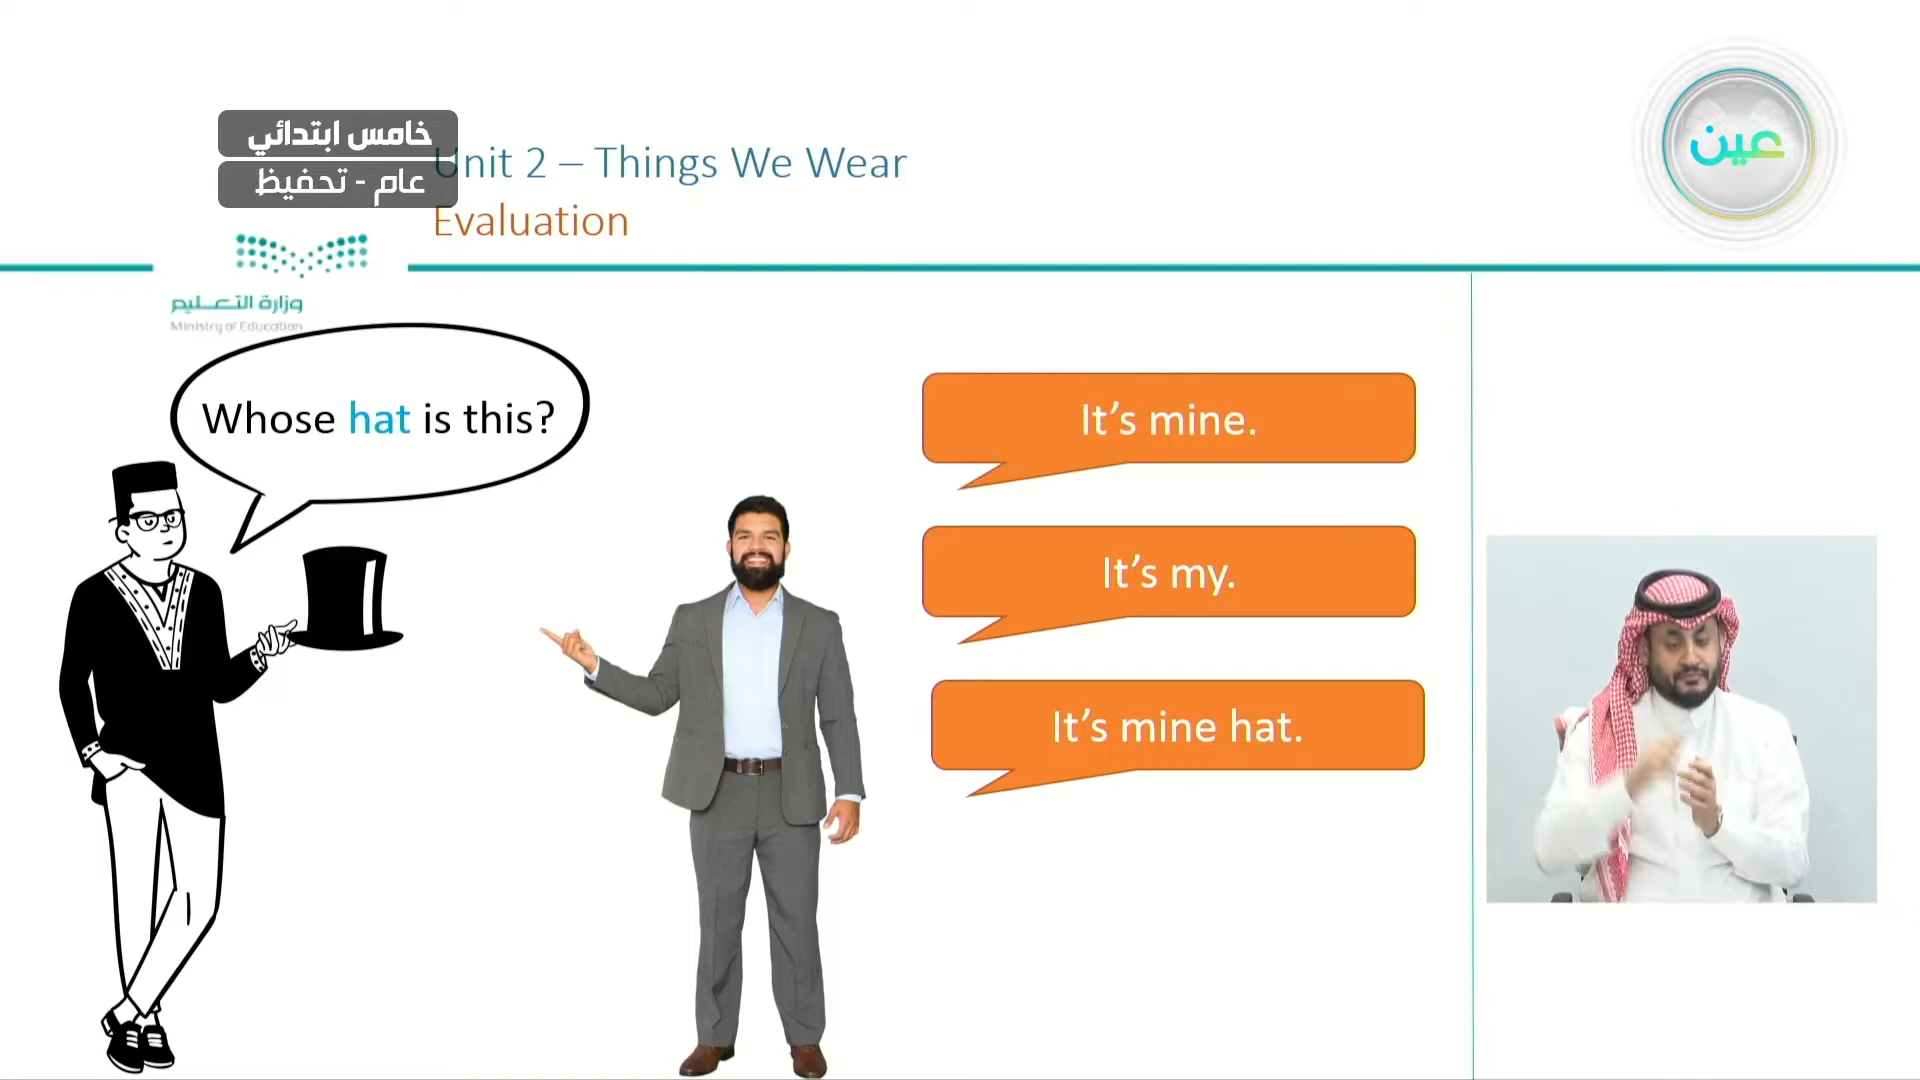 خامس ابتدائي
عام - تحفيظ
Unit 2 – Things We Wear
Evaluation
عين
وزارة التعليم
Ministry of Education
Whose hat is this?
It’s mine.
It’s my.
It’s mine hat.